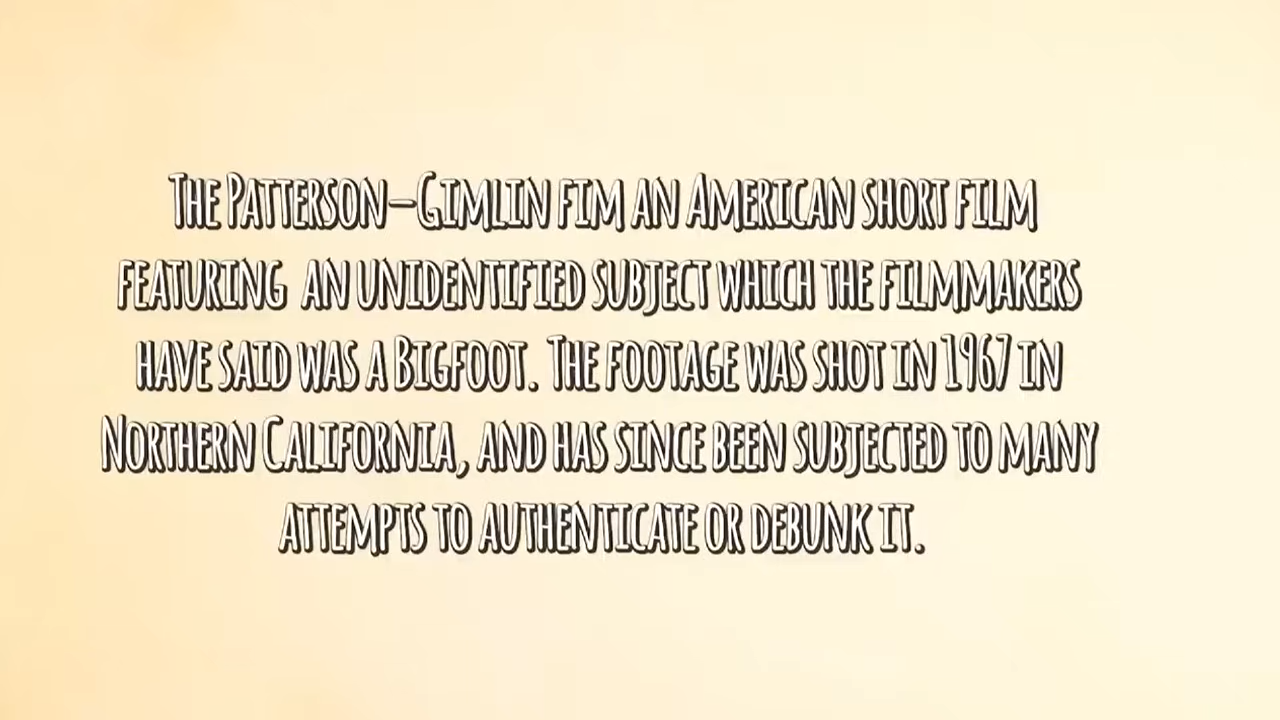 The Patterson–Gimlin fim an American short film
featuring an unidentified subject which the filmmakers
have said was a Bigfoot. The footage was shot in 1967 in
Northern California, and has since been subjected to many
attempts to authenticate or debunk it.